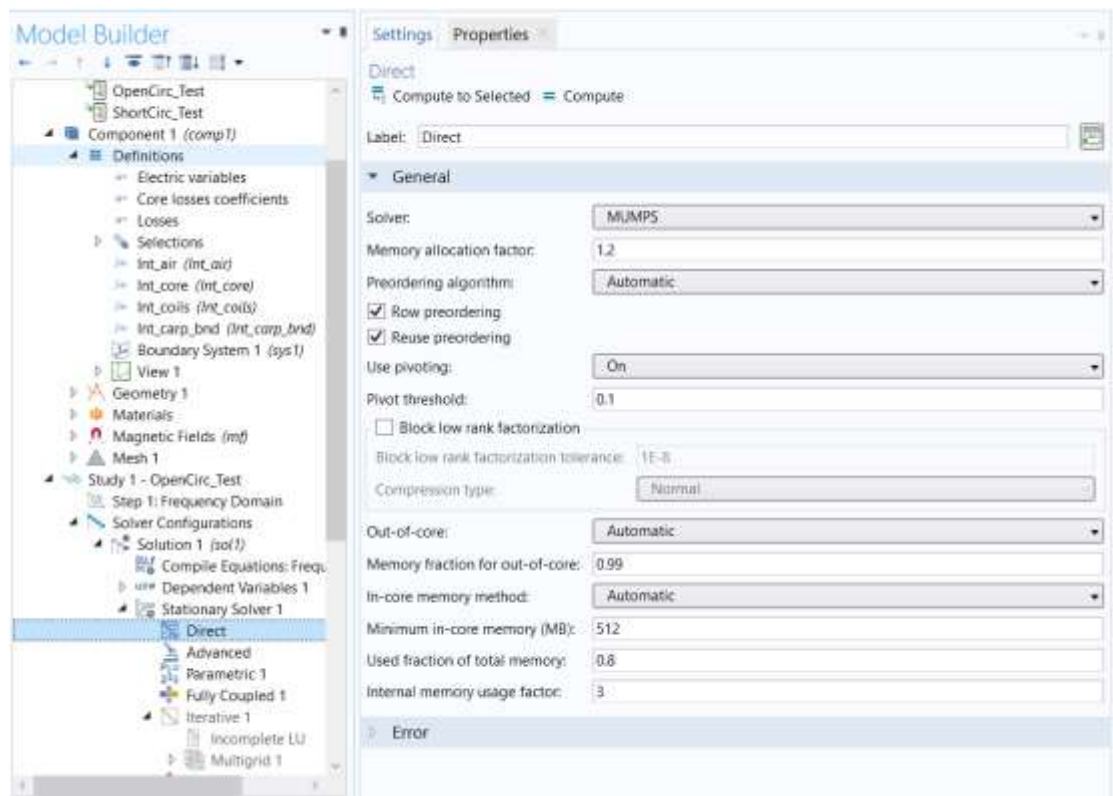 Model Builder
OpenCirc_Test
ShortCirc_Test
Component 1 (comp1)
Definitions
Electric variables
Core losses coefficients
Losses
Selections
Int_air (Int_air)
Int_core (Int_core)
Int_coils (Int_coils)
Int_carp_bnd (Int_carp_bnd)
Boundary System 1 (sys1)
View 1
Geometry 1
Materials
Magnetic Fields (mf)
Mesh 1
Study 1 - OpenCirc_Test
Step 1: Frequency Domain
Solver Configurations
Solution 1 (sol1)
Compile Equations: Frequ
Dependent Variables 1
Stationary Solver 1
Direct
Advanced
Parametric 1
Fully Coupled 1
Iterative 1
Incomplete LU
Multigrid 1
Settings Properties
Direct
Compute to Selected = Compute
Label: Direct
General
Solver: MUMPS
Memory allocation factor: 1.2
Preordering algorithm: Automatic
Row preordering
Reuse preordering
Use pivoting: On
Pivot threshold: 0.1
Block low rank factorization
Block low rank factorization tolerance: 1E-8
Compression type: Normal
Out-of-core: Automatic
Memory fraction for out-of-core: 0.99
In-core memory method: Automatic
Minimum in-core memory (MB): 512
Used fraction of total memory: 0.8
Internal memory usage factor: 3
Error